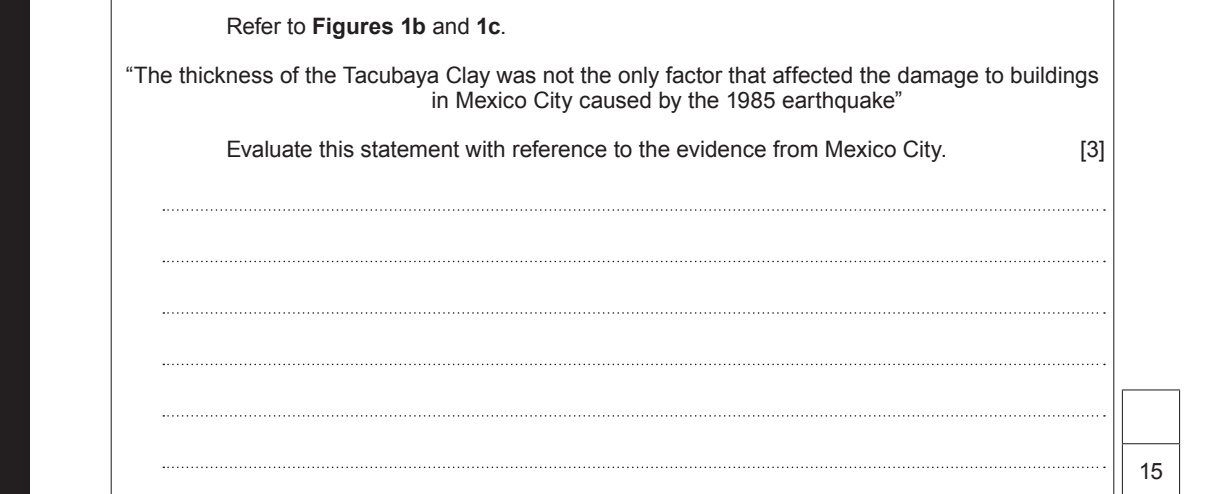 Refer to Figures 1b and 1c.
“The thickness of the Tacubaya Clay was not the only factor that affected the damage to buildings
in Mexico City caused by the 1985 earthquake”
Evaluate this statement with reference to the evidence from Mexico City. [3]
15